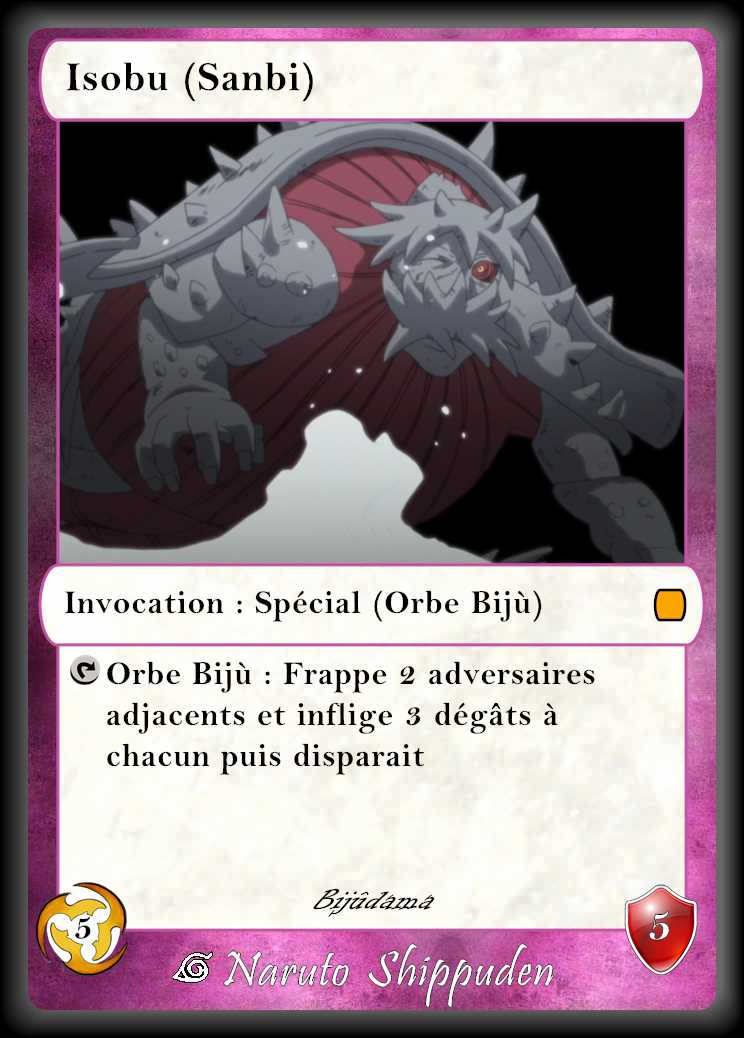 Isobu (Sanbi)
Invocation : Spécial (Orbe Bijù)
Orbe Bijù : Frappe 2 adversaires
adjacents et inflige 3 dégâts à
chacun puis disparait
Bijûdama
5
5
Naruto Shippuden